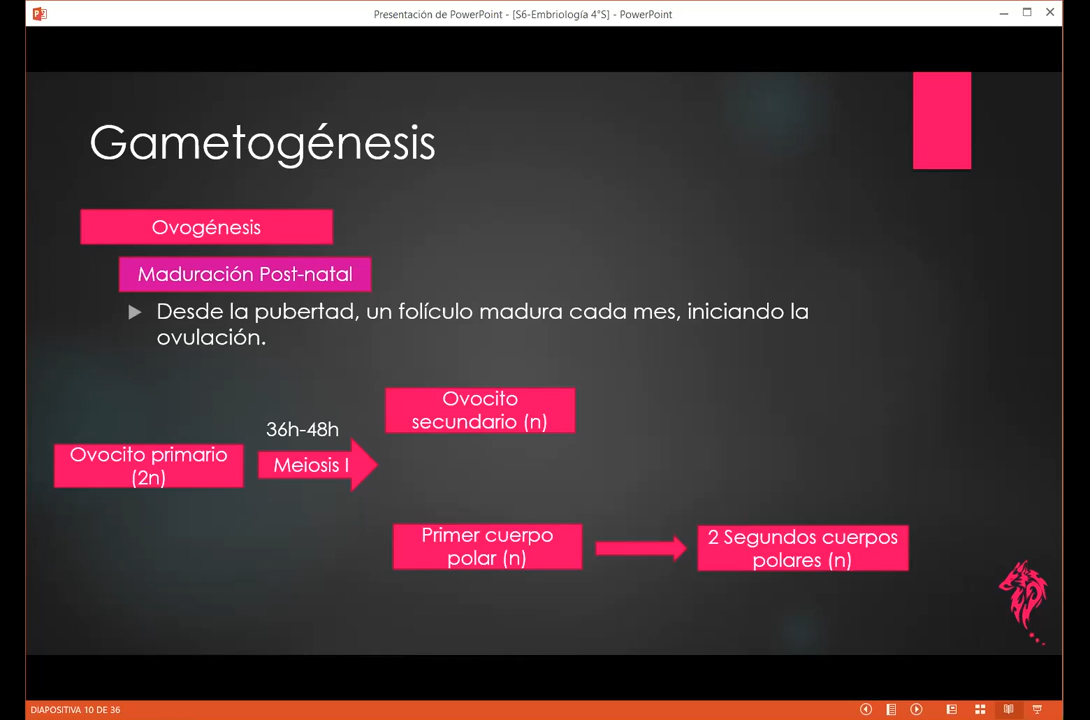 Presentación de PowerPoint - [S6-Embriología 4°S] - PowerPoint
Gametogénesis
Ovogénesis
Maduración Post-natal
Desde la pubertad, un folículo madura cada mes, iniciando la
ovulación.
Ovocito
secundario (n)
36h-48h
Ovocito primario
(2n)
Meiosis I
Primer cuerpo
polar (n)
2 Segundos cuerpos
polares (n)
DIAPOSITIVA 10 DE 36